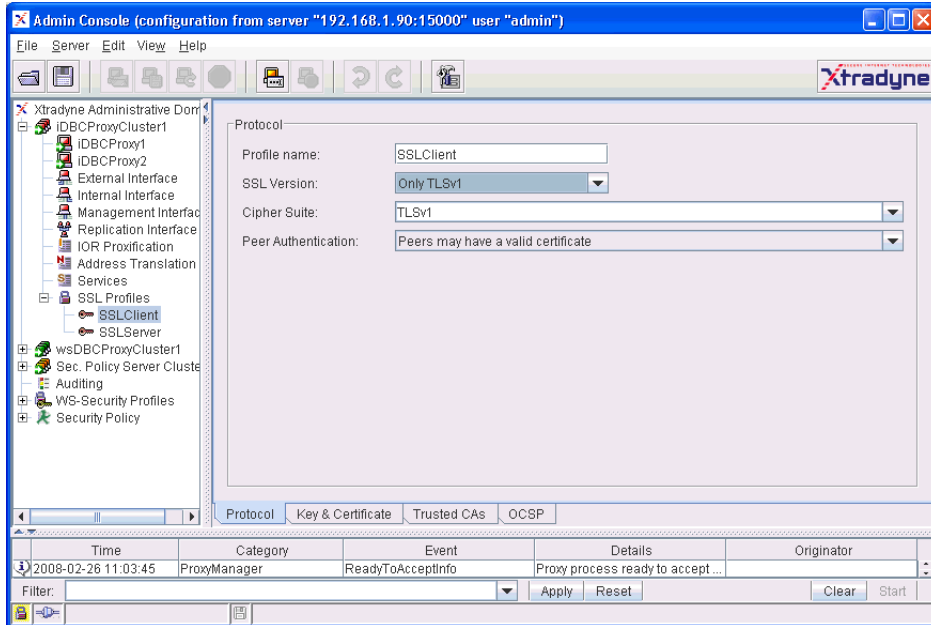 Admin Console (configuration from server "192.168.1.90:15000" user "admin")
File Server Edit View Help
SECURE INTERNET TECHNOLOGIES
Xtradyne
Xtradyne Administrative Dom
iDBCProxyCluster1
iDBCProxy1
iDBCProxy2
External Interface
Internal Interface
Management Interfac
Replication Interface
IOR Proxification
Address Translation
Services
SSL Profiles
SSLClient
SSLServer
wsDBCProxyCluster1
Sec. Policy Server Cluste
Auditing
WS-Security Profiles
Security Policy
Protocol
Profile name: SSLClient
SSL Version: Only TLSv1
Cipher Suite: TLSv1
Peer Authentication: Peers may have a valid certificate
Protocol Key & Certificate Trusted CAs OCSP
Time Category Event Details Originator
2008-02-26 11:03:45 ProxyManager ReadyToAcceptInfo Proxy process ready to accept ...
Filter: Apply Reset Clear Start